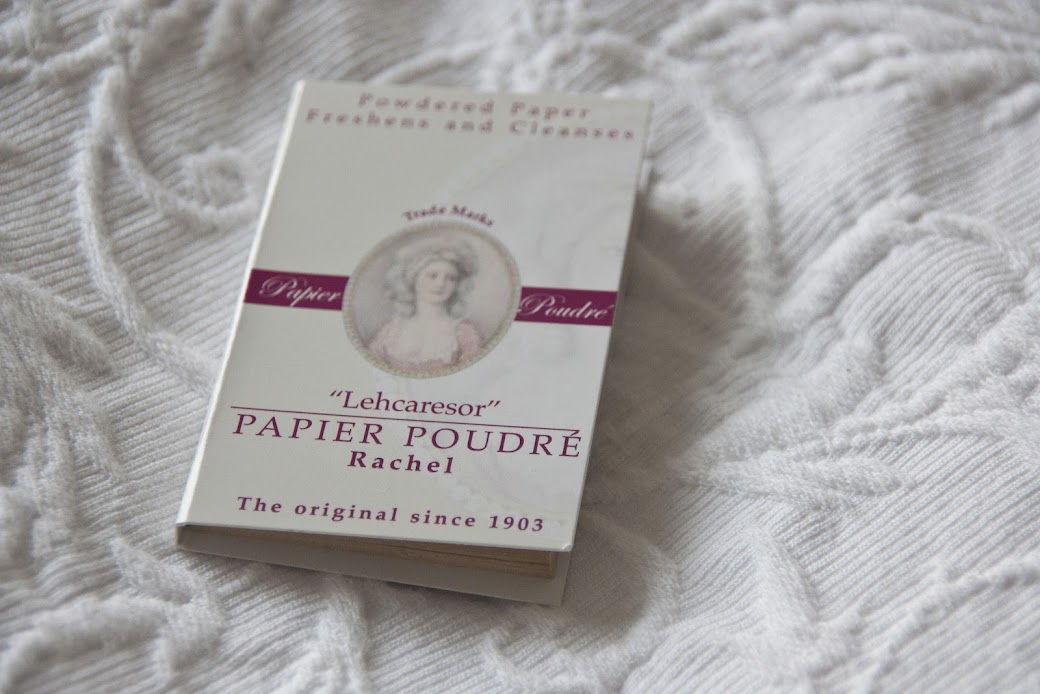 Powdered Paper
Freshens and Cleanses
Trade Marks
Papier Poudré
“Lehcaresor”
PAPIER POUDRÉ
Rachel
The original since 1903